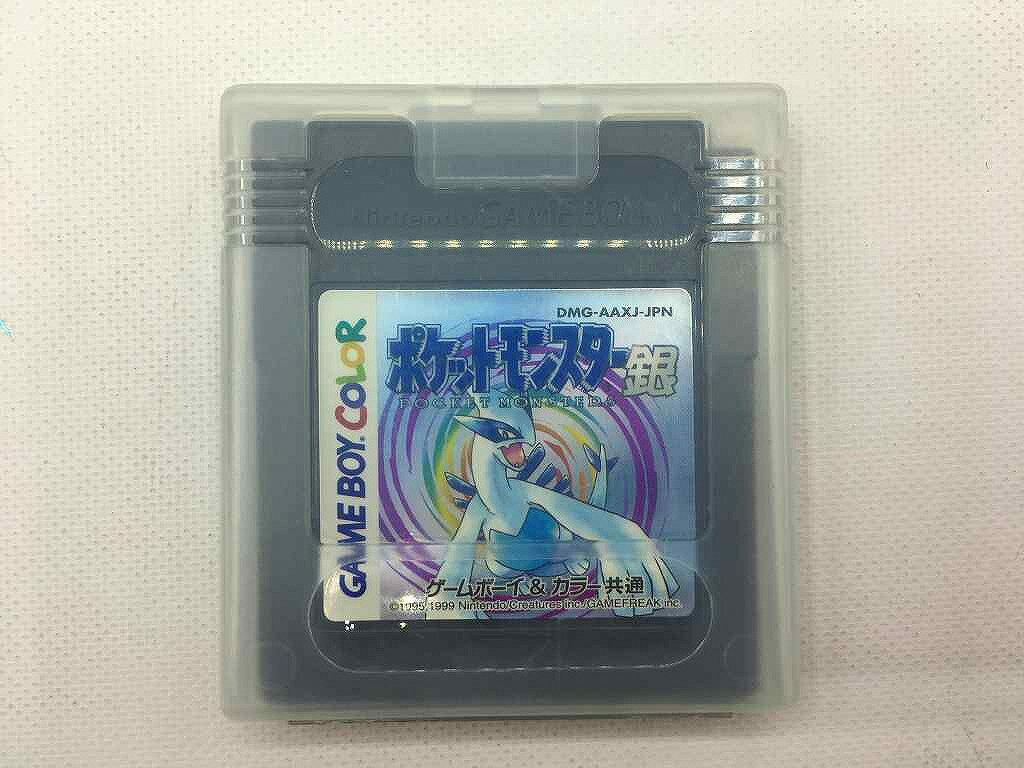 Nintendo GAME BOY
DMG-AAXJ-JPN
ポケットモンスター銀
POCKET MONSTERS
GAME BOY COLOR
ゲームボーイ & カラー共通
©1995,1999 Nintendo/Creatures inc./GAMEFREAK inc.